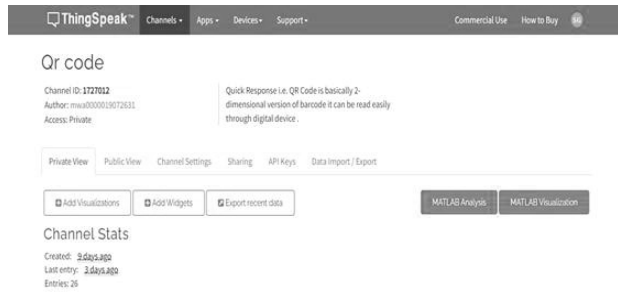 ThingSpeak™ Channels Apps Devices Support Commercial Use How to Buy SG
Qr code
Channel ID: 1727012
Author: mwa0000019072631
Access: Private
Quick Response i.e. QR Code is basically 2-
dimensional version of barcode it can be read easily
through digital device .
Private View Public View Channel Settings Sharing API Keys Data Import / Export
Add Visualizations Add Widgets Export recent data MATLAB Analysis MATLAB Visualization
Channel Stats
Created: 9 days ago
Last entry: 3 days ago
Entries: 26